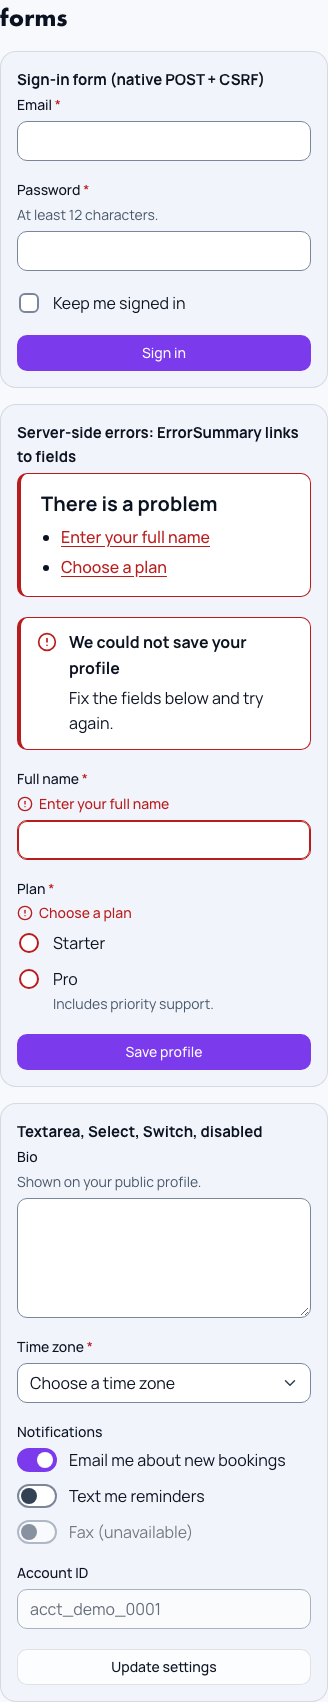 forms
Sign-in form (native POST + CSRF)
Email *
Password *
At least 12 characters.
Keep me signed in
Sign in
Server-side errors: ErrorSummary links
to fields
There is a problem
Enter your full name
Choose a plan
We could not save your
profile
Fix the fields below and try
again.
Full name *
Enter your full name
Plan *
Choose a plan
Starter
Pro
Includes priority support.
Save profile
Textarea, Select, Switch, disabled
Bio
Shown on your public profile.
Time zone *
Choose a time zone
Notifications
Email me about new bookings
Text me reminders
Fax (unavailable)
Account ID
acct_demo_0001
Update settings